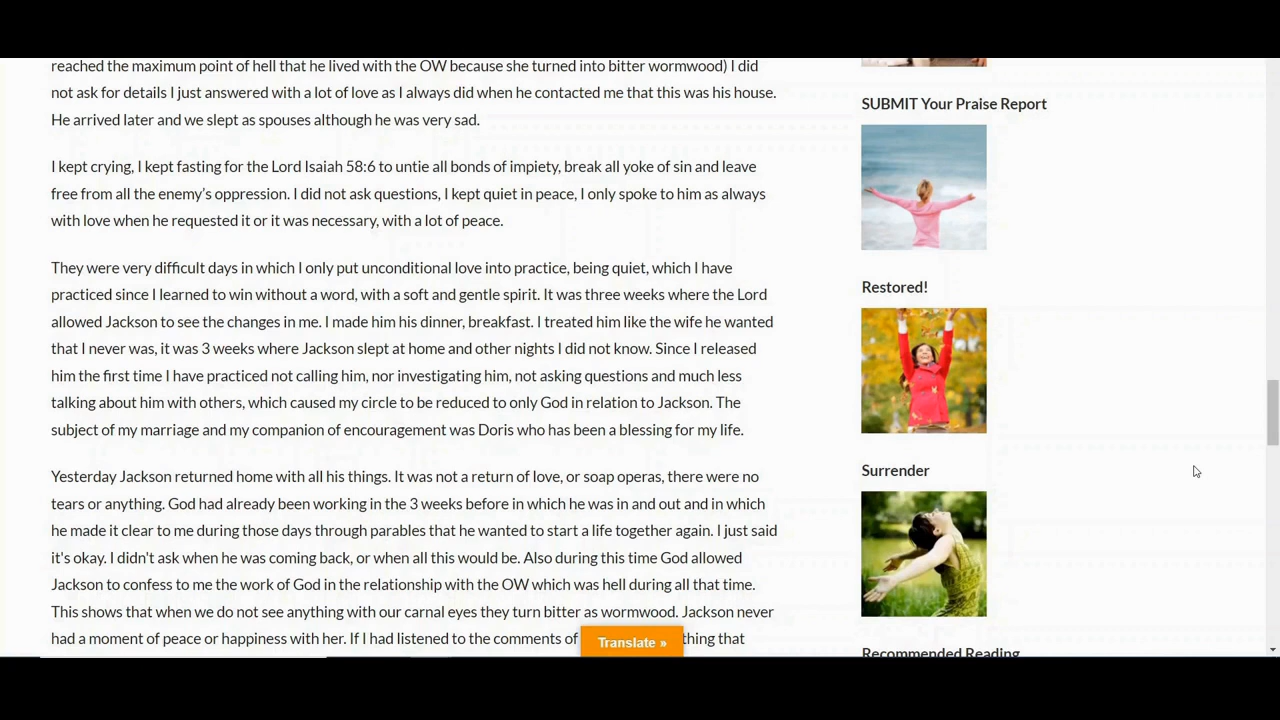 reached the maximum point of hell that he lived with the OW because she turned into bitter wormwood) I did
not ask for details I just answered with a lot of love as I always did when he contacted me that this was his house.
He arrived later and we slept as spouses although he was very sad.
I kept crying, I kept fasting for the Lord Isaiah 58:6 to untie all bonds of impiety, break all yoke of sin and leave
free from all the enemy’s oppression. I did not ask questions, I kept quiet in peace, I only spoke to him as always
with love when he requested it or it was necessary, with a lot of peace.
They were very difficult days in which I only put unconditional love into practice, being quiet, which I have
practiced since I learned to win without a word, with a soft and gentle spirit. It was three weeks where the Lord
allowed Jackson to see the changes in me. I made him his dinner, breakfast. I treated him like the wife he wanted
that I never was, it was 3 weeks where Jackson slept at home and other nights I did not know. Since I released
him the first time I have practiced not calling him, nor investigating him, not asking questions and much less
talking about him with others, which caused my circle to be reduced to only God in relation to Jackson. The
subject of my marriage and my companion of encouragement was Doris who has been a blessing for my life.
Yesterday Jackson returned home with all his things. It was not a return of love, or soap operas, there were no
tears or anything. God had already been working in the 3 weeks before in which he was in and out and in which
he made it clear to me during those days through parables that he wanted to start a life together again. I just said
it's okay. I didn't ask when he was coming back, or when all this would be. Also during this time God allowed
Jackson to confess to me the work of God in the relationship with the OW which was hell during all that time.
This shows that when we do not see anything with our carnal eyes they turn bitter as wormwood. Jackson never
had a moment of peace or happiness with her. If I had listened to the comments of thing that
Translate »
SUBMIT Your Praise Report
Restored!
Surrender
Recommended Reading